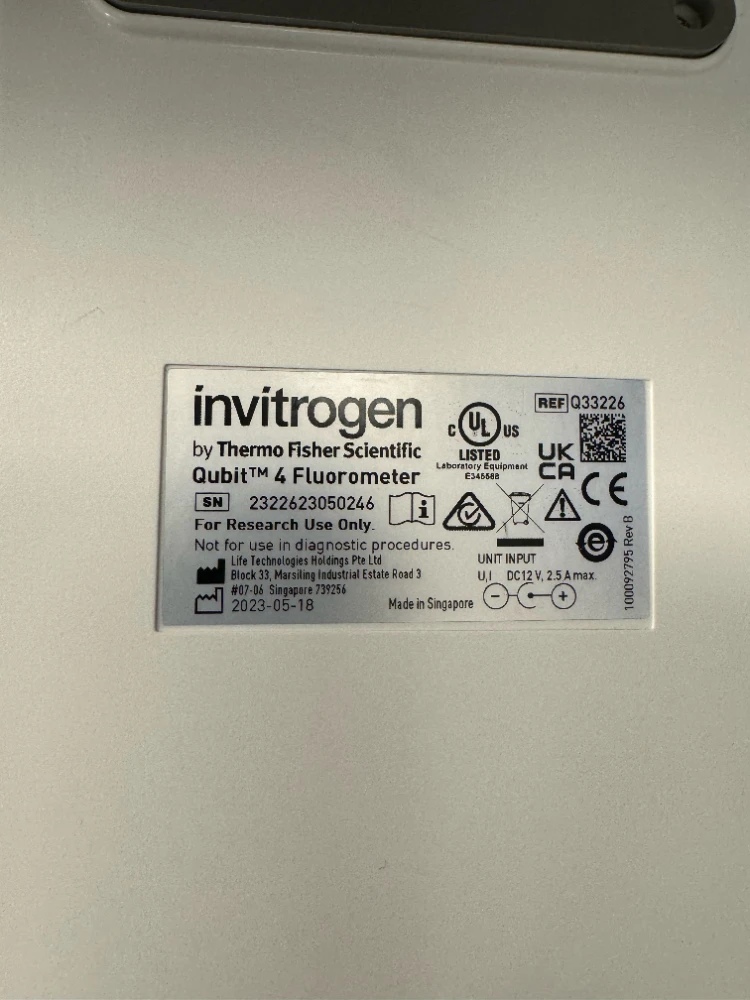 invitrogen
by Thermo Fisher Scientific
Qubit™ 4 Fluorometer
SN 2322623050246
For Research Use Only.
Not for use in diagnostic procedures.
Life Technologies Holdings Pte Ltd
Block 33, Marsiling Industrial Estate Road 3
#07-06 Singapore 739256
2023-05-18
Made in Singapore
C UL US
LISTED
Laboratory Equipment
E345588
REF Q33226
UK
CA
CE
i
e
UNIT INPUT
U,I DC12 V, 2.5 A max.
100092795 Rev B